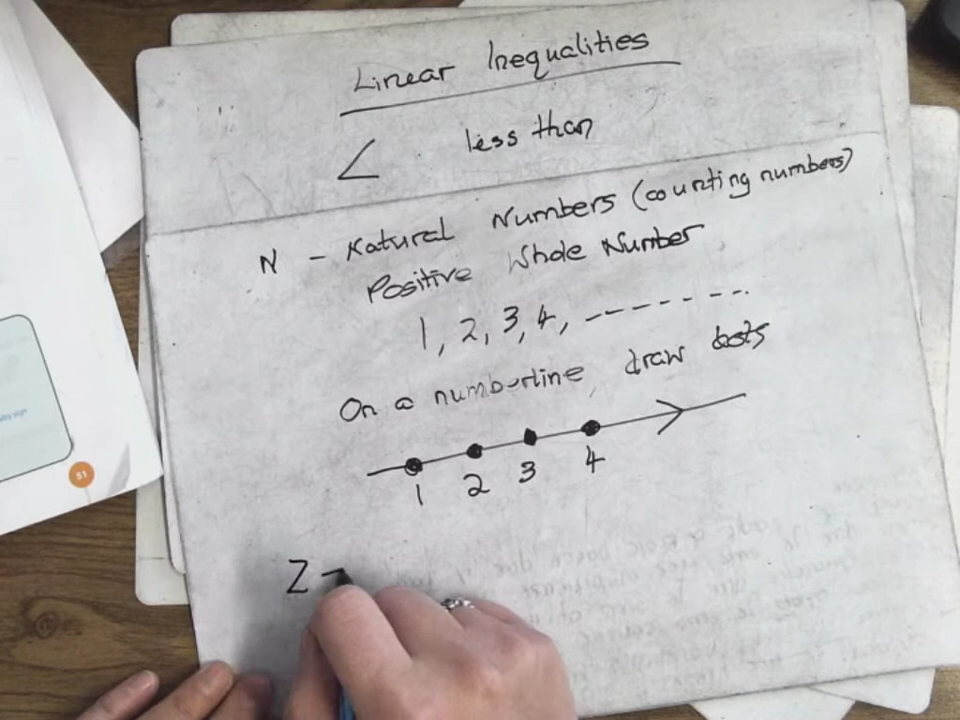 Linear Inequalities
< less than
N - Natural Numbers (counting numbers)
Positive Whole Number
1, 2, 3, 4, -------..
On a numberline, draw dots
1 2 3 4
Z -
51